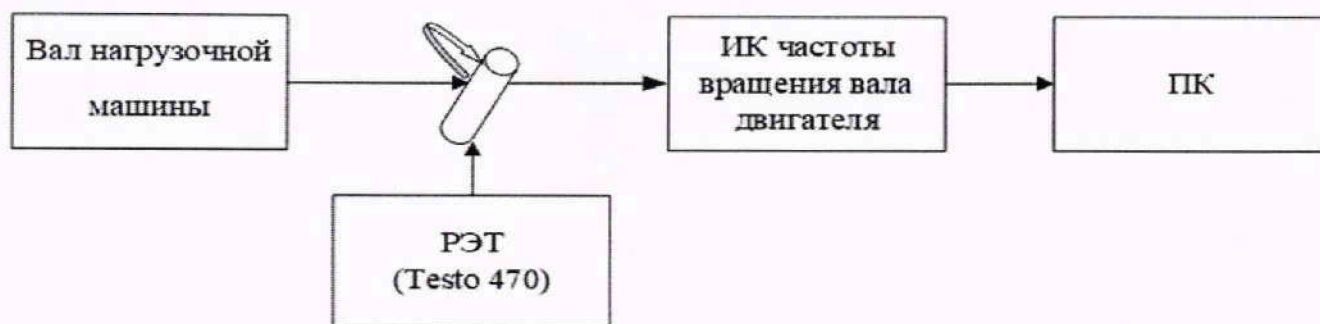 Вал нагрузочной
машины
ИК частоты
вращения вала
двигателя
ПК
РЭТ
(Testo 470)